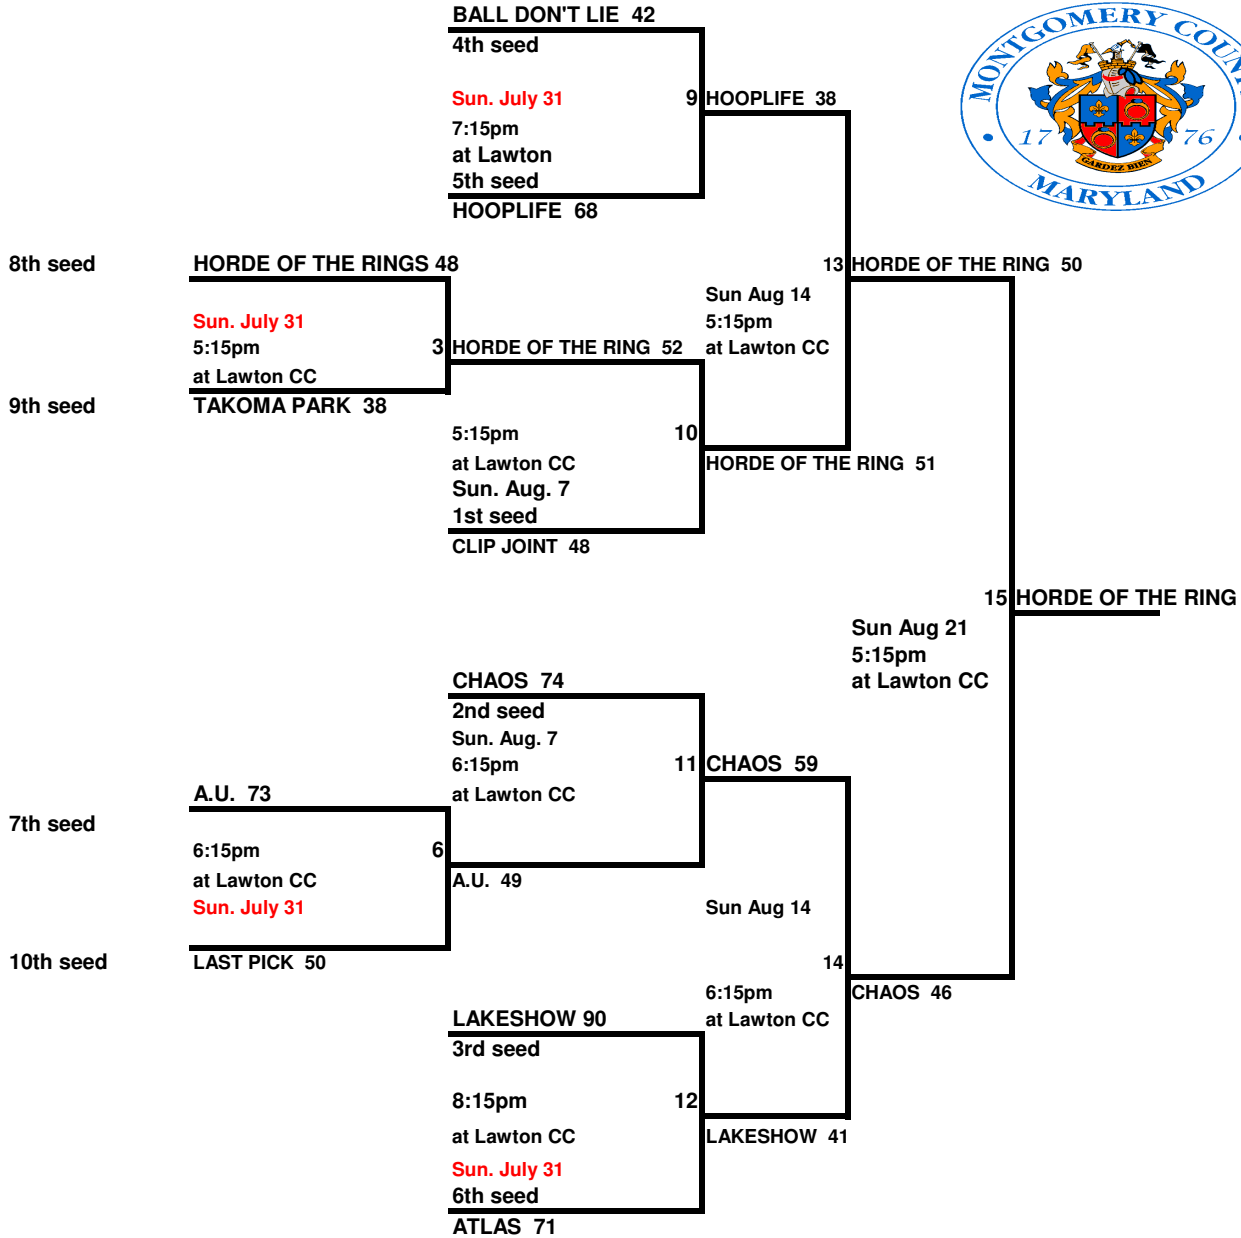 BALL DON'T LIE  42
4th seed
Sun. July 31
9
HOOPLIFE  38
7:15pm
at Lawton
5th seed
HOOPLIFE  68
MONTGOMERY COUN
17 76
GARDEZ BIEN
MARYLAND
8th seed
HORDE OF THE RINGS 48
13
HORDE OF THE RING  50
Sun. July 31
Sun Aug 14
5:15pm
3
HORDE OF THE RING  52
5:15pm
at Lawton CC
at Lawton CC
9th seed
TAKOMA PARK  38
5:15pm
10
at Lawton CC
HORDE OF THE RING  51
Sun. Aug. 7
1st seed
CLIP JOINT  48
15
HORDE OF THE RING
Sun Aug 21
5:15pm
at Lawton CC
CHAOS  74
2nd seed
Sun. Aug. 7
6:15pm
11
CHAOS  59
at Lawton CC
A.U.  73
7th seed
6:15pm
6
at Lawton CC
A.U.  49
Sun. July 31
Sun Aug 14
10th seed
LAST PICK  50
14
6:15pm
CHAOS  46
at Lawton CC
LAKESHOW 90
3rd seed
8:15pm
12
at Lawton CC
LAKESHOW  41
Sun. July 31
6th seed
ATLAS  71